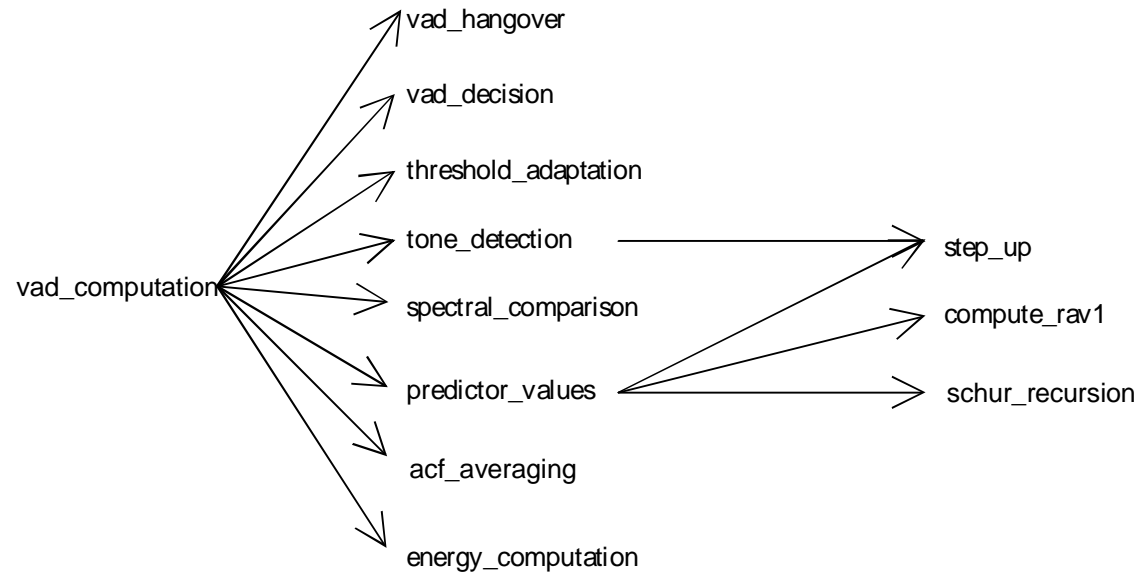 vad_hangover
vad_decision
threshold_adaptation
tone_detection
step_up
vad_computation
spectral_comparison
compute_rav1
predictor_values
schur_recursion
acf_averaging
energy_computation